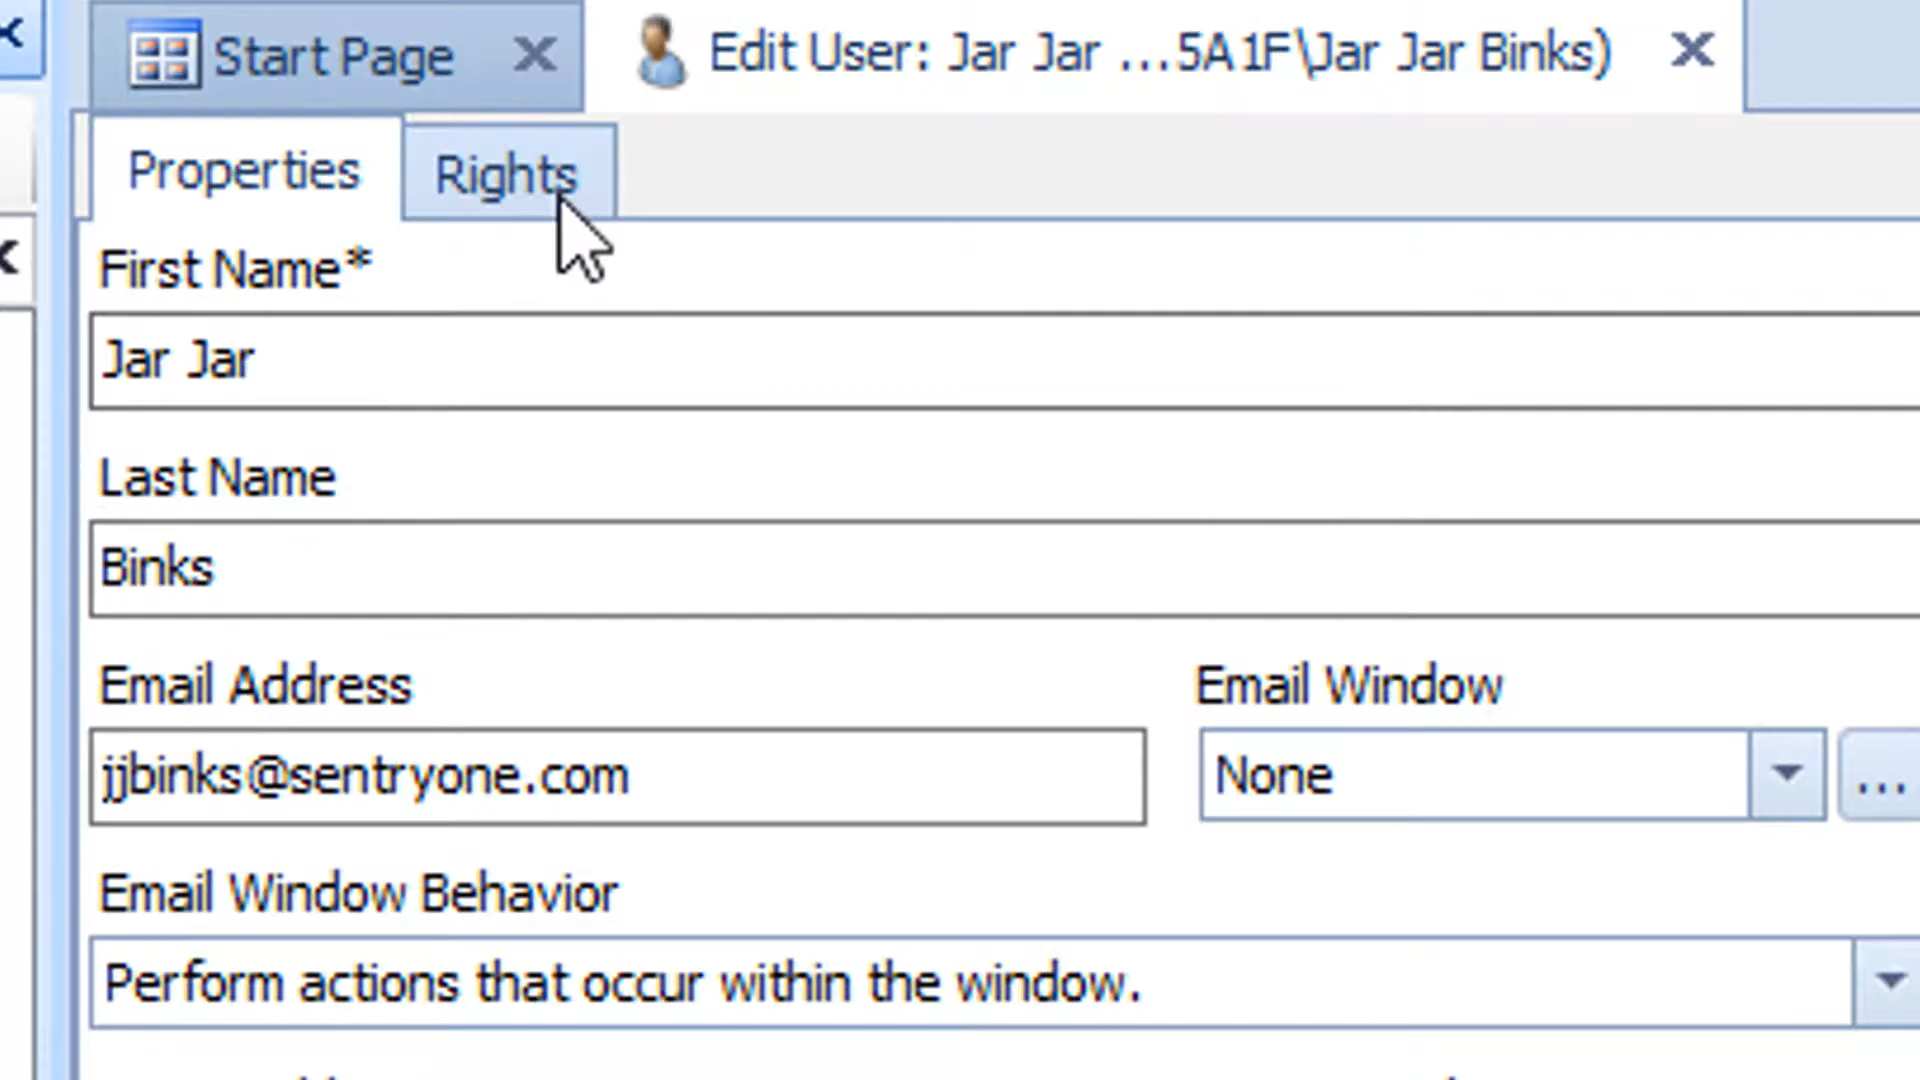 Start Page
Edit User: Jar Jar ...5A1F\Jar Jar Binks)
Properties
Rights
First Name*
Jar Jar
Last Name
Binks
Email Address
Email Window
jjbinks@sentryone.com
None
...
Email Window Behavior
Perform actions that occur within the window.